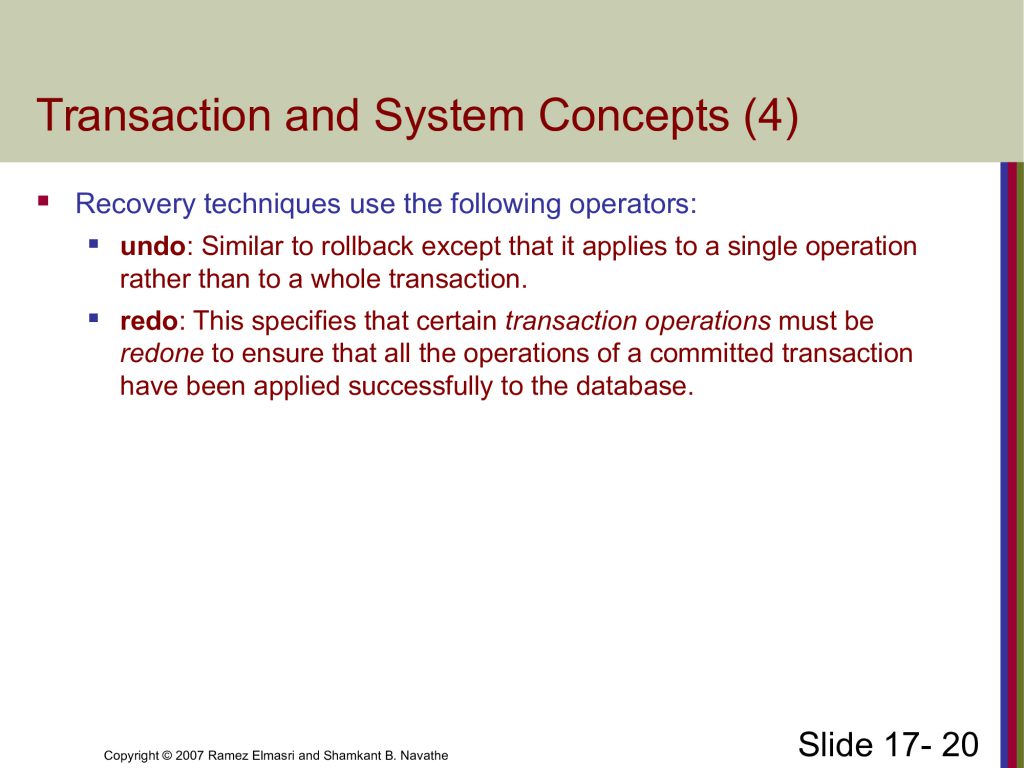 Transaction and System Concepts (4)
Recovery techniques use the following operators:
undo: Similar to rollback except that it applies to a single operation
rather than to a whole transaction.
redo: This specifies that certain transaction operations must be
redone to ensure that all the operations of a committed transaction
have been applied successfully to the database.
Copyright © 2007 Ramez Elmasri and Shamkant B. Navathe
Slide 17- 20